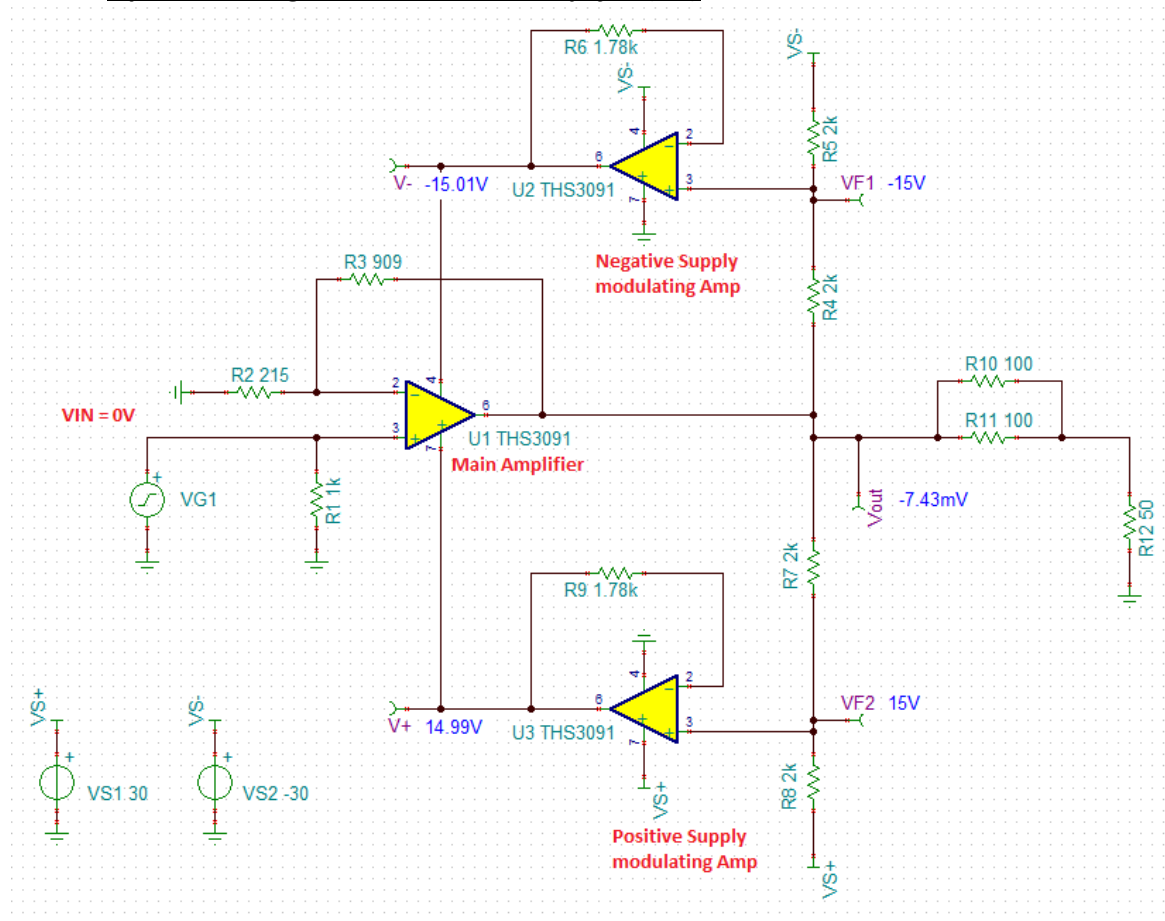 R6 1.78k
VS-
VS-
4
2
6
3
7
U2 THS3091
R5 2k
V- -15.01V
VF1 -15V
Negative Supply
modulating Amp
R3 909
R4 2k
R2 215
2
4
6
3
7
U1 THS3091
Main Amplifier
VIN = 0V
R10 100
R11 100
VG1
R1 1k
Vout
-7.43mV
R12 50
R7 2k
R9 1.78k
4
2
6
3
7
U3 THS3091
V+ 14.99V
VF2 15V
VS+
VS-
VS1 30
VS2 -30
R8 2k
VS+
Positive Supply
modulating Amp
VS+